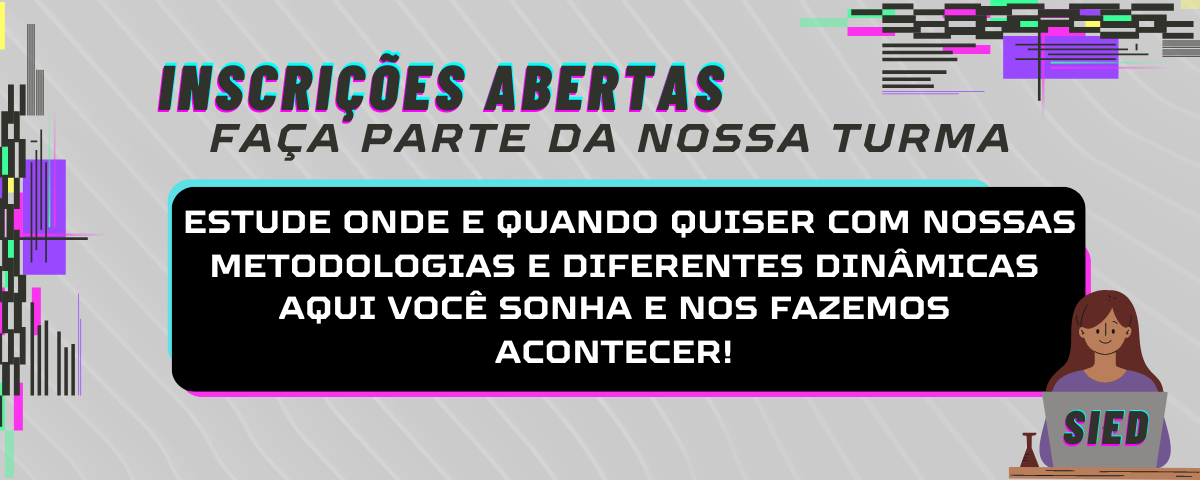 INSCRIÇÕES ABERTAS
FAÇA PARTE DA NOSSA TURMA
ESTUDE ONDE E QUANDO QUISER COM NOSSAS
METODOLOGIAS E DIFERENTES DINÂMICAS
AQUI VOCÊ SONHA E NOS FAZEMOS
ACONTECER!
SIED